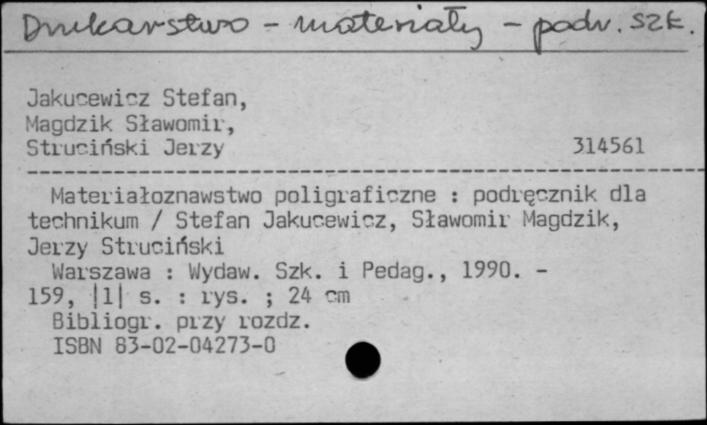 Drukarstwo - materiały - podr. szk.
Jakucewicz Stefan,
Magdzik Sławomir,
Struciński Jerzy 314561
Materiałoznawstwo poligraficzne : podręcznik dla
technikum / Stefan Jakucewicz, Sławomir Magdzik,
Jerzy Struciński
Warszawa : Wydaw. Szk. i Pedag., 1990. -
159, |1| s. : rys. ; 24 cm
Bibliogr. przy rozdz.
ISBN 83-02-04273-0